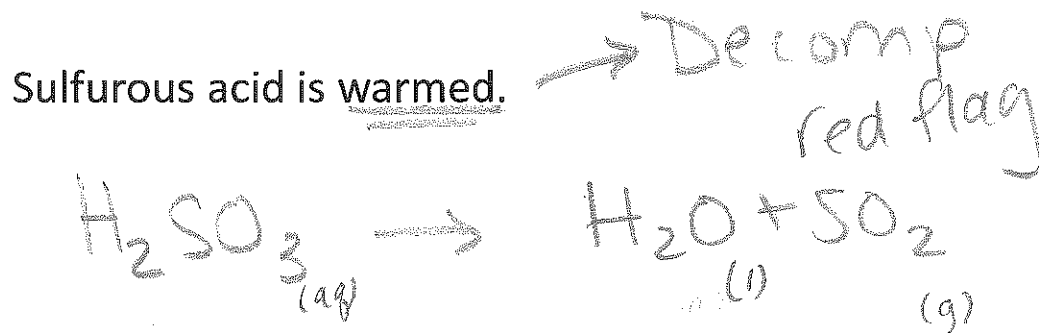 Sulfurous acid is warmed. → Decomp
red flag
H₂SO₃(aq) → H₂O(l) + SO₂(g)